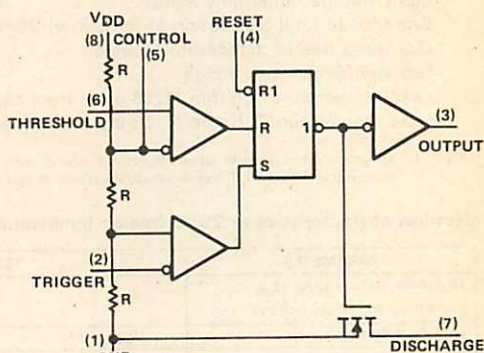 VDD
(8)
CONTROL
(5)
RESET
(4)
R
(6)
THRESHOLD
R1
R
1
S
(3)
OUTPUT
R
(2)
TRIGGER
R
(1)
(7)
DISCHARGE